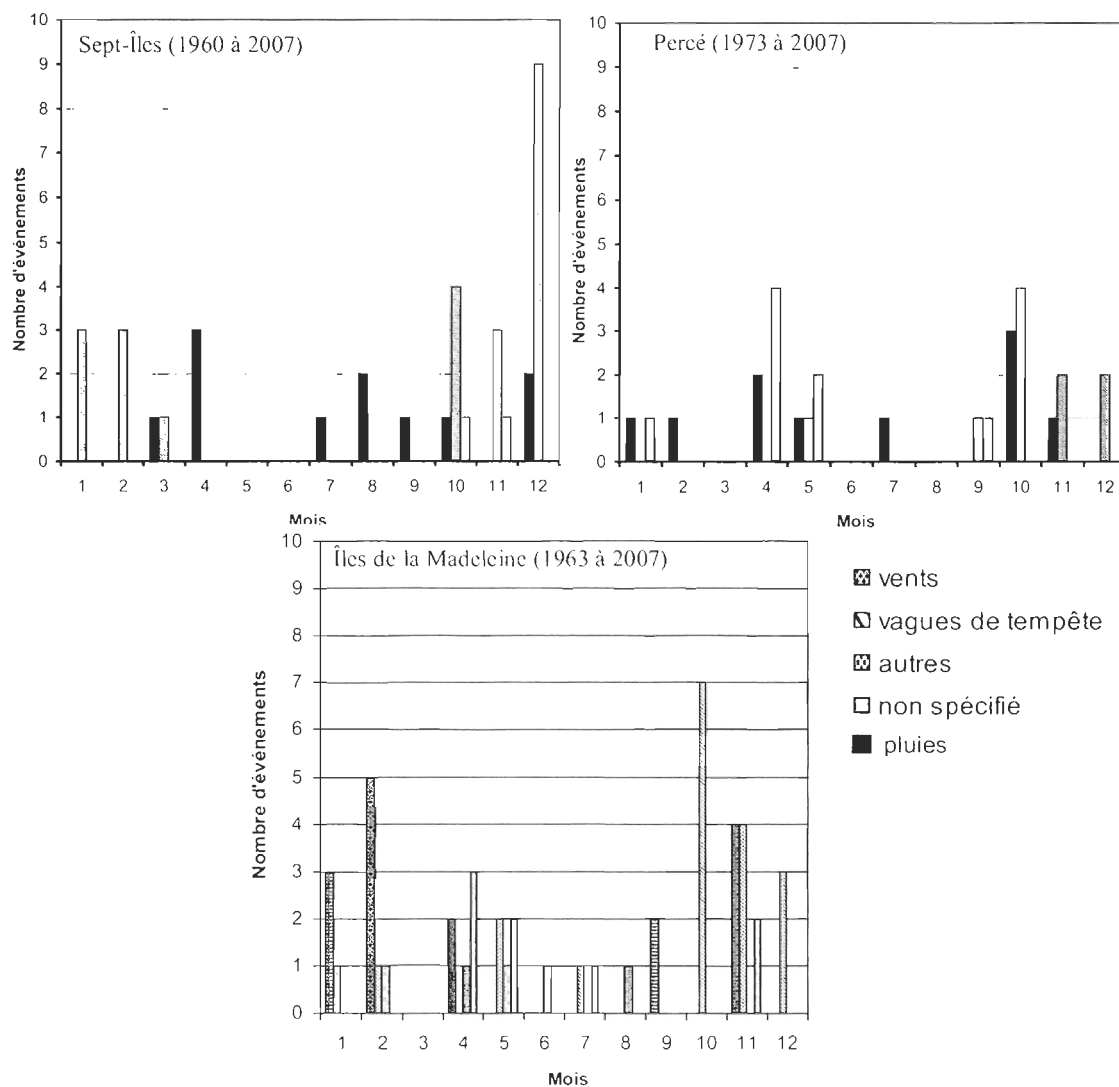 Sept-Îles (1960 à 2007)
Nombre d'événements
10
9
8
7
6
5
4
3
2
1
0
1 2 3 4 5 6 7 8 9 10 11 12
Mois
Percé (1973 à 2007)
Nombre d'événements
10
9
8
7
6
5
4
3
2
1
0
1 2 3 4 5 6 7 8 9 10 11 12
Mois
Îles de la Madeleine (1963 à 2007)
Nombre d'événements
10
9
8
7
6
5
4
3
2
1
0
1 2 3 4 5 6 7 8 9 10 11 12
Mois
vents
vagues de tempête
autres
non spécifié
pluies